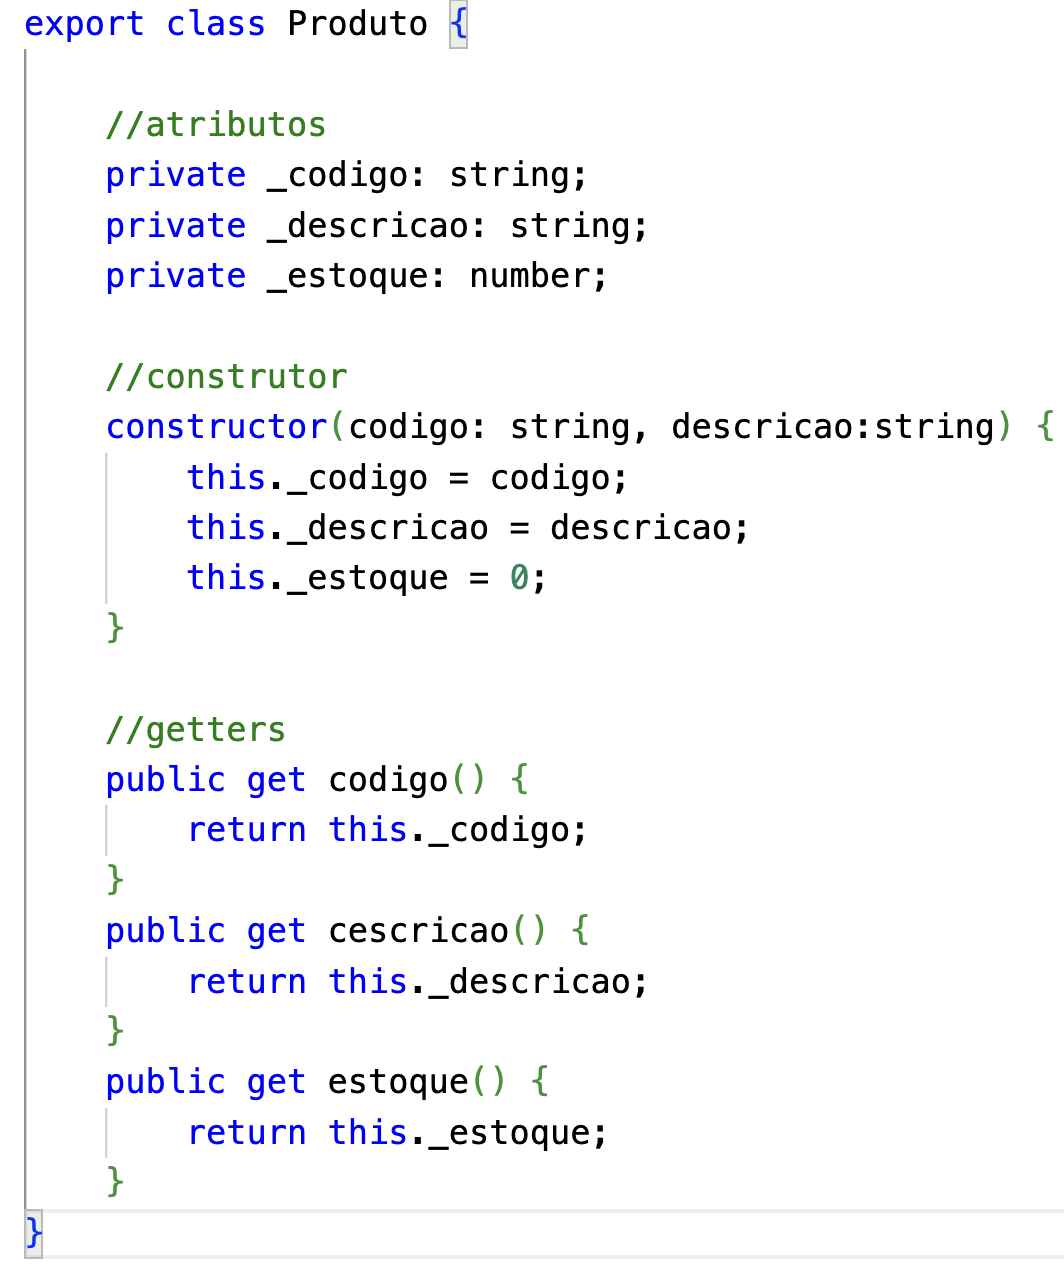 export class Produto {
//atributos
private _codigo: string;
private _descricao: string;
private _estoque: number;
//construtor
constructor(codigo: string, descricao:string) {
this._codigo = codigo;
this._descricao = descricao;
this._estoque = 0;
}
//getters
public get codigo() {
return this._codigo;
}
public get cescricao() {
return this._descricao;
}
public get estoque() {
return this._estoque;
}
}